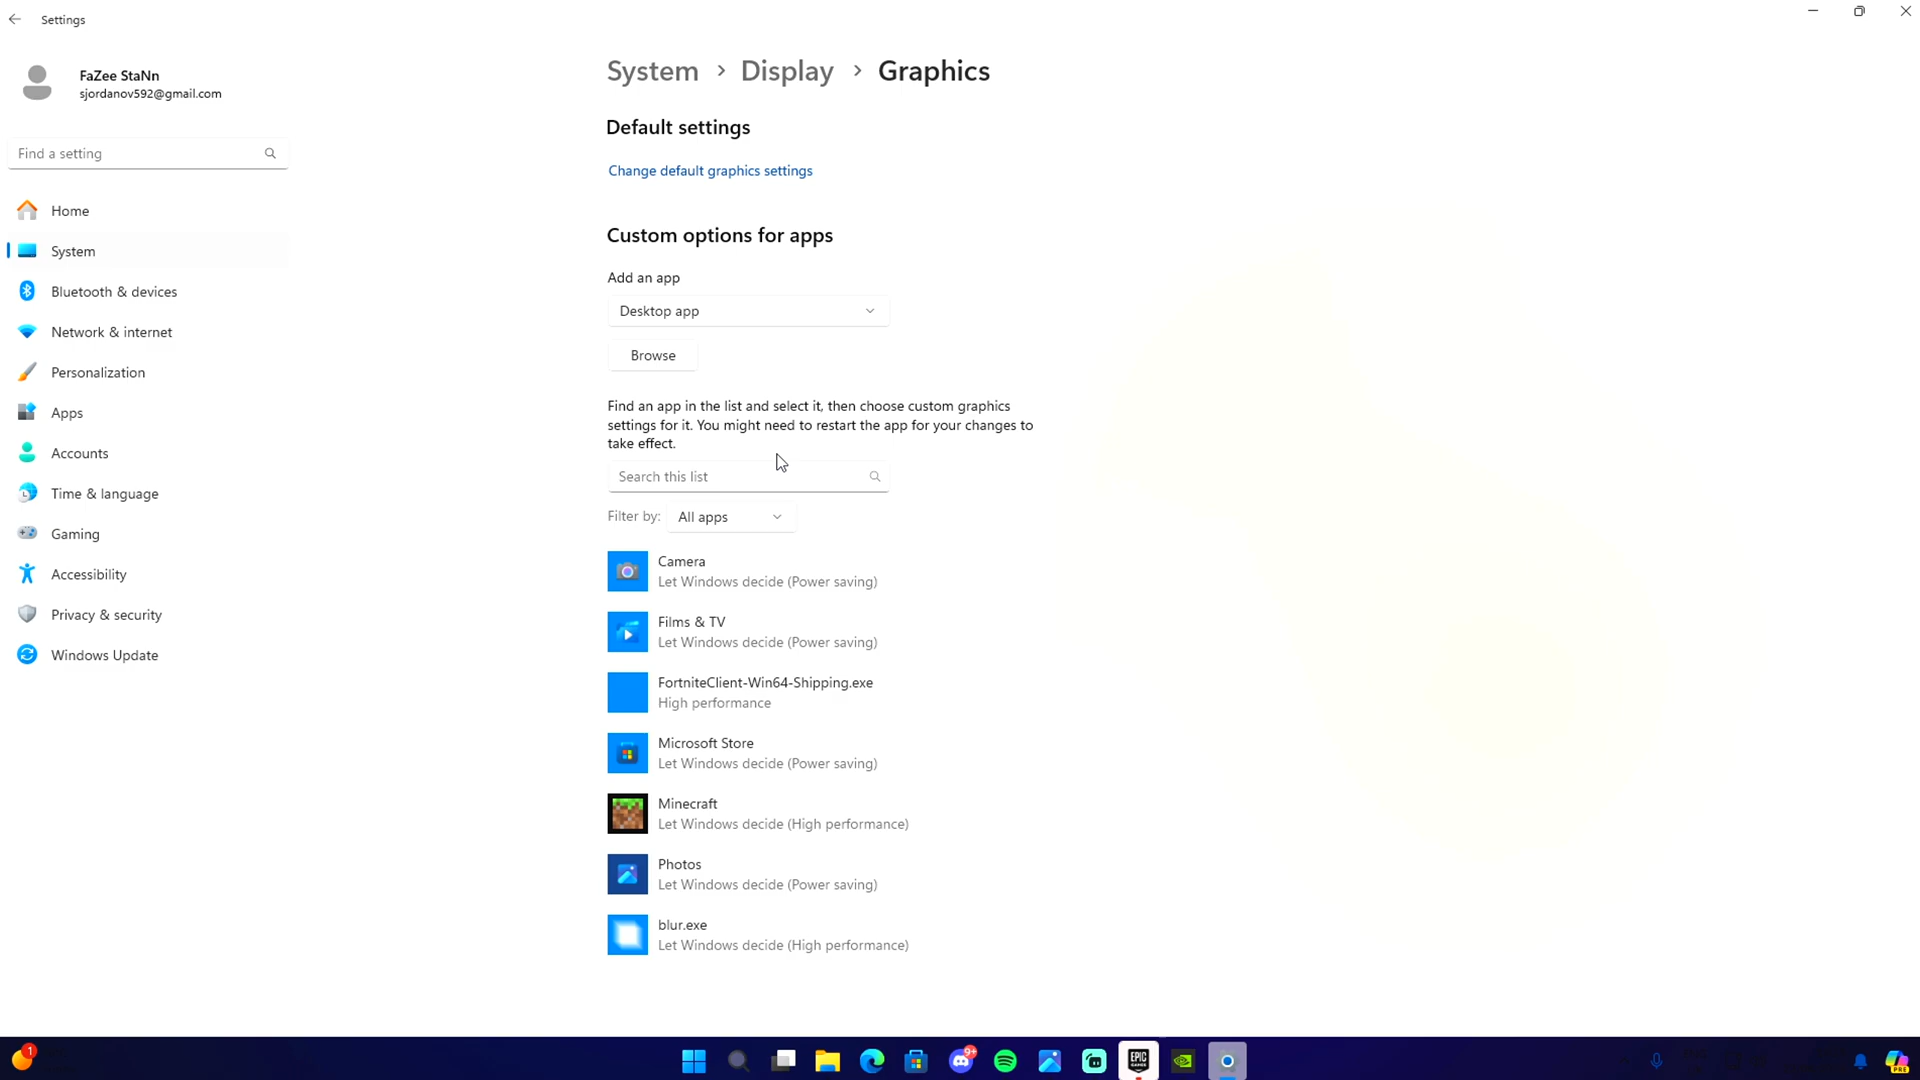 Settings
FaZee StaNn
sjordanov592@gmail.com
Find a setting
Home
System
Bluetooth & devices
Network & internet
Personalization
Apps
Accounts
Time & language
Gaming
Accessibility
Privacy & security
Windows Update
System > Display > Graphics
Default settings
Change default graphics settings
Custom options for apps
Add an app
Desktop app
Browse
Find an app in the list and select it, then choose custom graphics
settings for it. You might need to restart the app for your changes to
take effect.
Search this list
Filter by: All apps
Camera
Let Windows decide (Power saving)
Films & TV
Let Windows decide (Power saving)
FortniteClient-Win64-Shipping.exe
High performance
Microsoft Store
Let Windows decide (Power saving)
Minecraft
Let Windows decide (High performance)
Photos
Let Windows decide (Power saving)
blur.exe
Let Windows decide (High performance)
1
9+
EPIC
GAMES
PRE